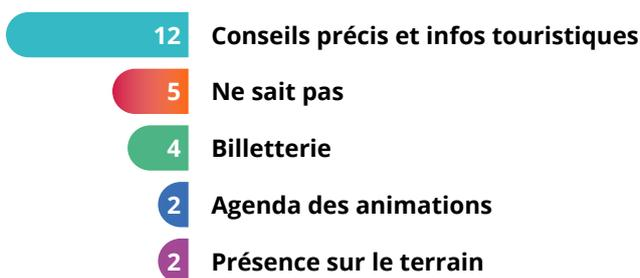 12 Conseils précis et infos touristiques
5 Ne sait pas
4 Billetterie
2 Agenda des animations
2 Présence sur le terrain